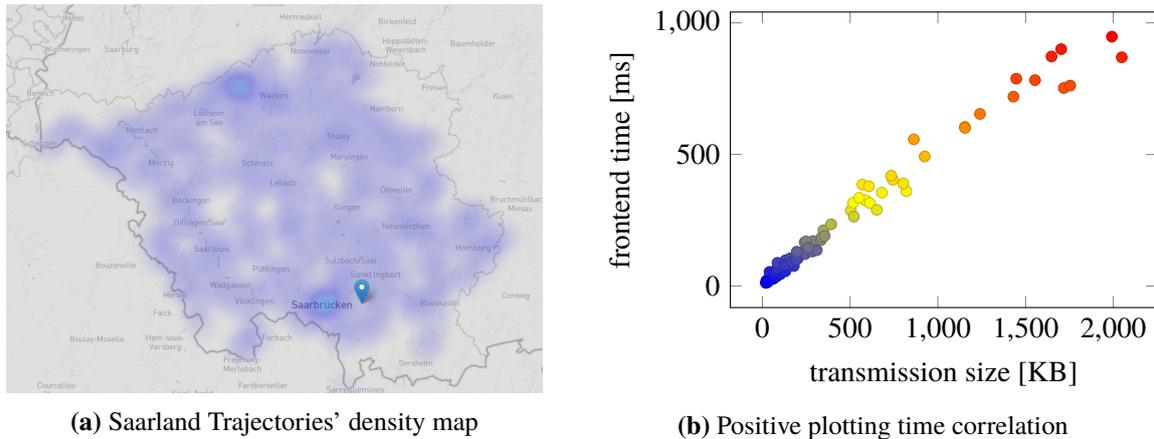 Hermeskeil
Birkenfeld
Saarburg
Hoppstädten-
Weiersbach
Baumholder
Nonnweiler
Nohfelden
Remich
Freisen
Kusel
Wadern
Losheim
am See
Namborn
Mettlach
Tholey
Merzig
Schmelz
Marpingen
Lebach
Ottweiler
Beckingen
Illingen
Bruchmühlbach-
Miesau
Dillingen/Saar
Neunkirchen
Saarlouis
Homburg
Sulzbach/Saar
Bouzonville
Püttlingen
Sankt Ingbert
Wadgassen
Völklingen
Saarbrücken
Blieskastel
Contwig
Falck
Boulay-Moselle
Ham-sous-
Varsberg
Forbach
Freyming-
Merlebach
Gersheim
Courcelles-
Farébersviller
Sarreguemines
(a) Saarland Trajectories’ density map
1,000
500
0
frontend time [ms]
0 500 1,000 1,500 2,000
transmission size [KB]
(b) Positive plotting time correlation